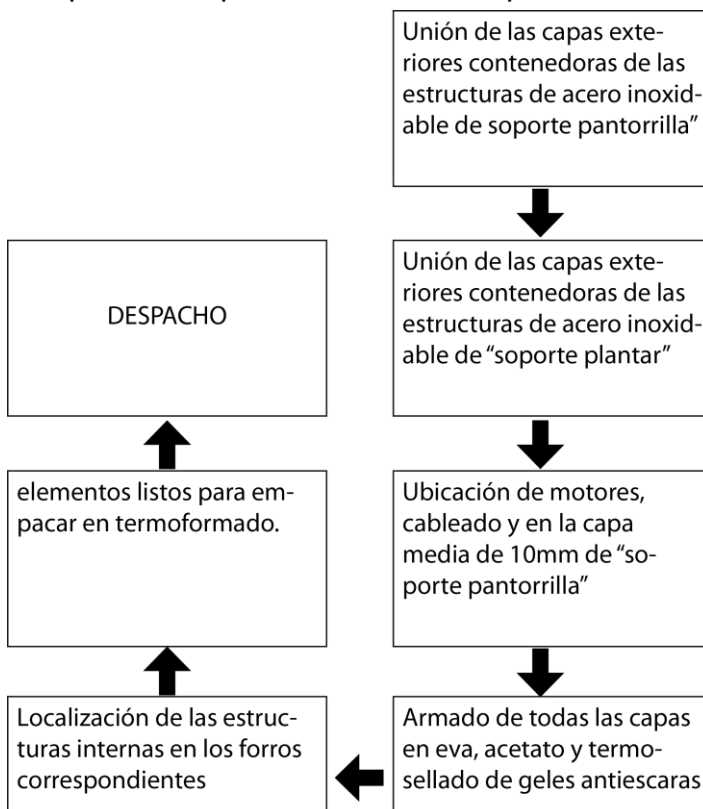 Unión de las capas exte-
riores contenedoras de las
estructuras de acero inoxid-
able de soporte pantorrilla”
Unión de las capas exte-
riores contenedoras de las
estructuras de acero inoxid-
able de “soporte plantar”
Ubicación de motores,
cableado y en la capa
media de 10mm de “so-
porte pantorrilla”
Armado de todas las capas
en eva, acetato y termo-
sellado de geles antiescaras
Localización de las estruc-
turas internas en los forros
correspondientes
elementos listos para em-
pacar en termoformado.
DESPACHO